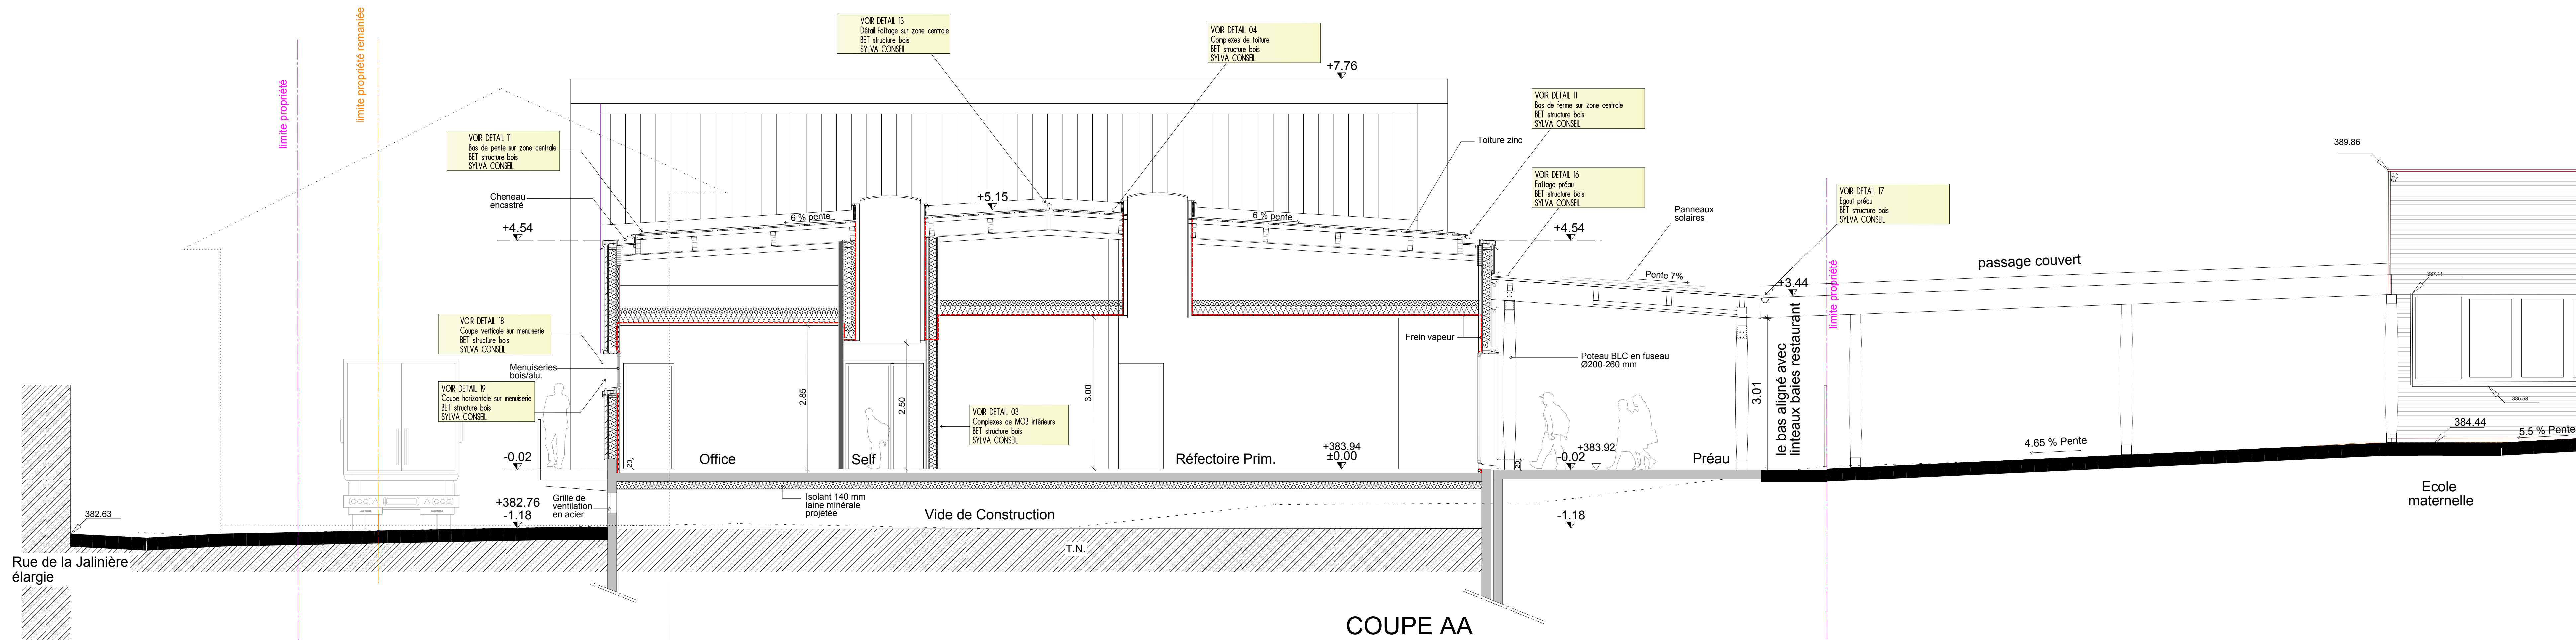 limite propriété
limite propriété remaniée
VOIR DETAIL 13
Détail faîtage sur zone centrale
BET structure bois
SYLVA CONSEIL
VOIR DETAIL 04
Complexes de toiture
BET structure bois
SYLVA CONSEIL
+7.76
VOIR DETAIL 11
Bas de ferme sur zone centrale
BET structure bois
SYLVA CONSEIL
VOIR DETAIL 11
Bas de pente sur zone centrale
BET structure bois
SYLVA CONSEIL
Toiture zinc
389.86
VOIR DETAIL 16
Faîtage préau
BET structure bois
SYLVA CONSEIL
VOIR DETAIL 17
Egout préau
BET structure bois
SYLVA CONSEIL
Cheneau
encastré
+5.15
6 % pente
6 % pente
Panneaux
solaires
+4.54
+4.54
passage couvert
Pente 7%
+3.44
limite propriété
387.41
VOIR DETAIL 18
Coupe verticale sur menuiserie
BET structure bois
SYLVA CONSEIL
Frein vapeur
Poteau BLC en fuseau
Ø200-260 mm
Menuiseries
bois/alu.
VOIR DETAIL 19
Coupe horizontale sur menuiserie
BET structure bois
SYLVA CONSEIL
2.85
2.50
3.00
3.01
le bas aligné avec
linteaux baies restaurant
385.58
VOIR DETAIL 03
Complexes de MOB intérieurs
BET structure bois
SYLVA CONSEIL
384.44
5.5 % Pente
4.65 % Pente
-0.02
20
Office
Self
Réfectoire Prim.
+383.94
±0.00
20
-0.02
+383.92
Préau
Ecole
maternelle
+382.76
-1.18
Grille de
ventilation
en acier
Isolant 140 mm
laine minérale
projetée
Vide de Construction
-1.18
382.63
T.N.
Rue de la Jalinière
élargie
COUPE AA